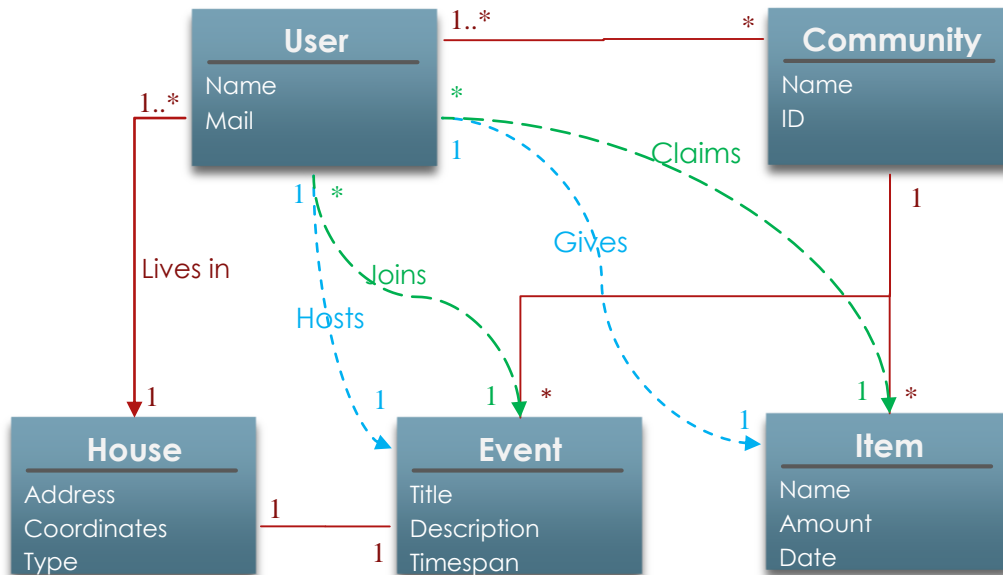 User
1..*
*
Community
Name
Mail
Name
ID
1..*
*
1
Claims
1
*
1
Gives
Lives in
Joins
Hosts
1
1
1
*
1
1
*
House
Event
Item
Address
Coordinates
Type
Title
Description
Timespan
Name
Amount
Date
1
1